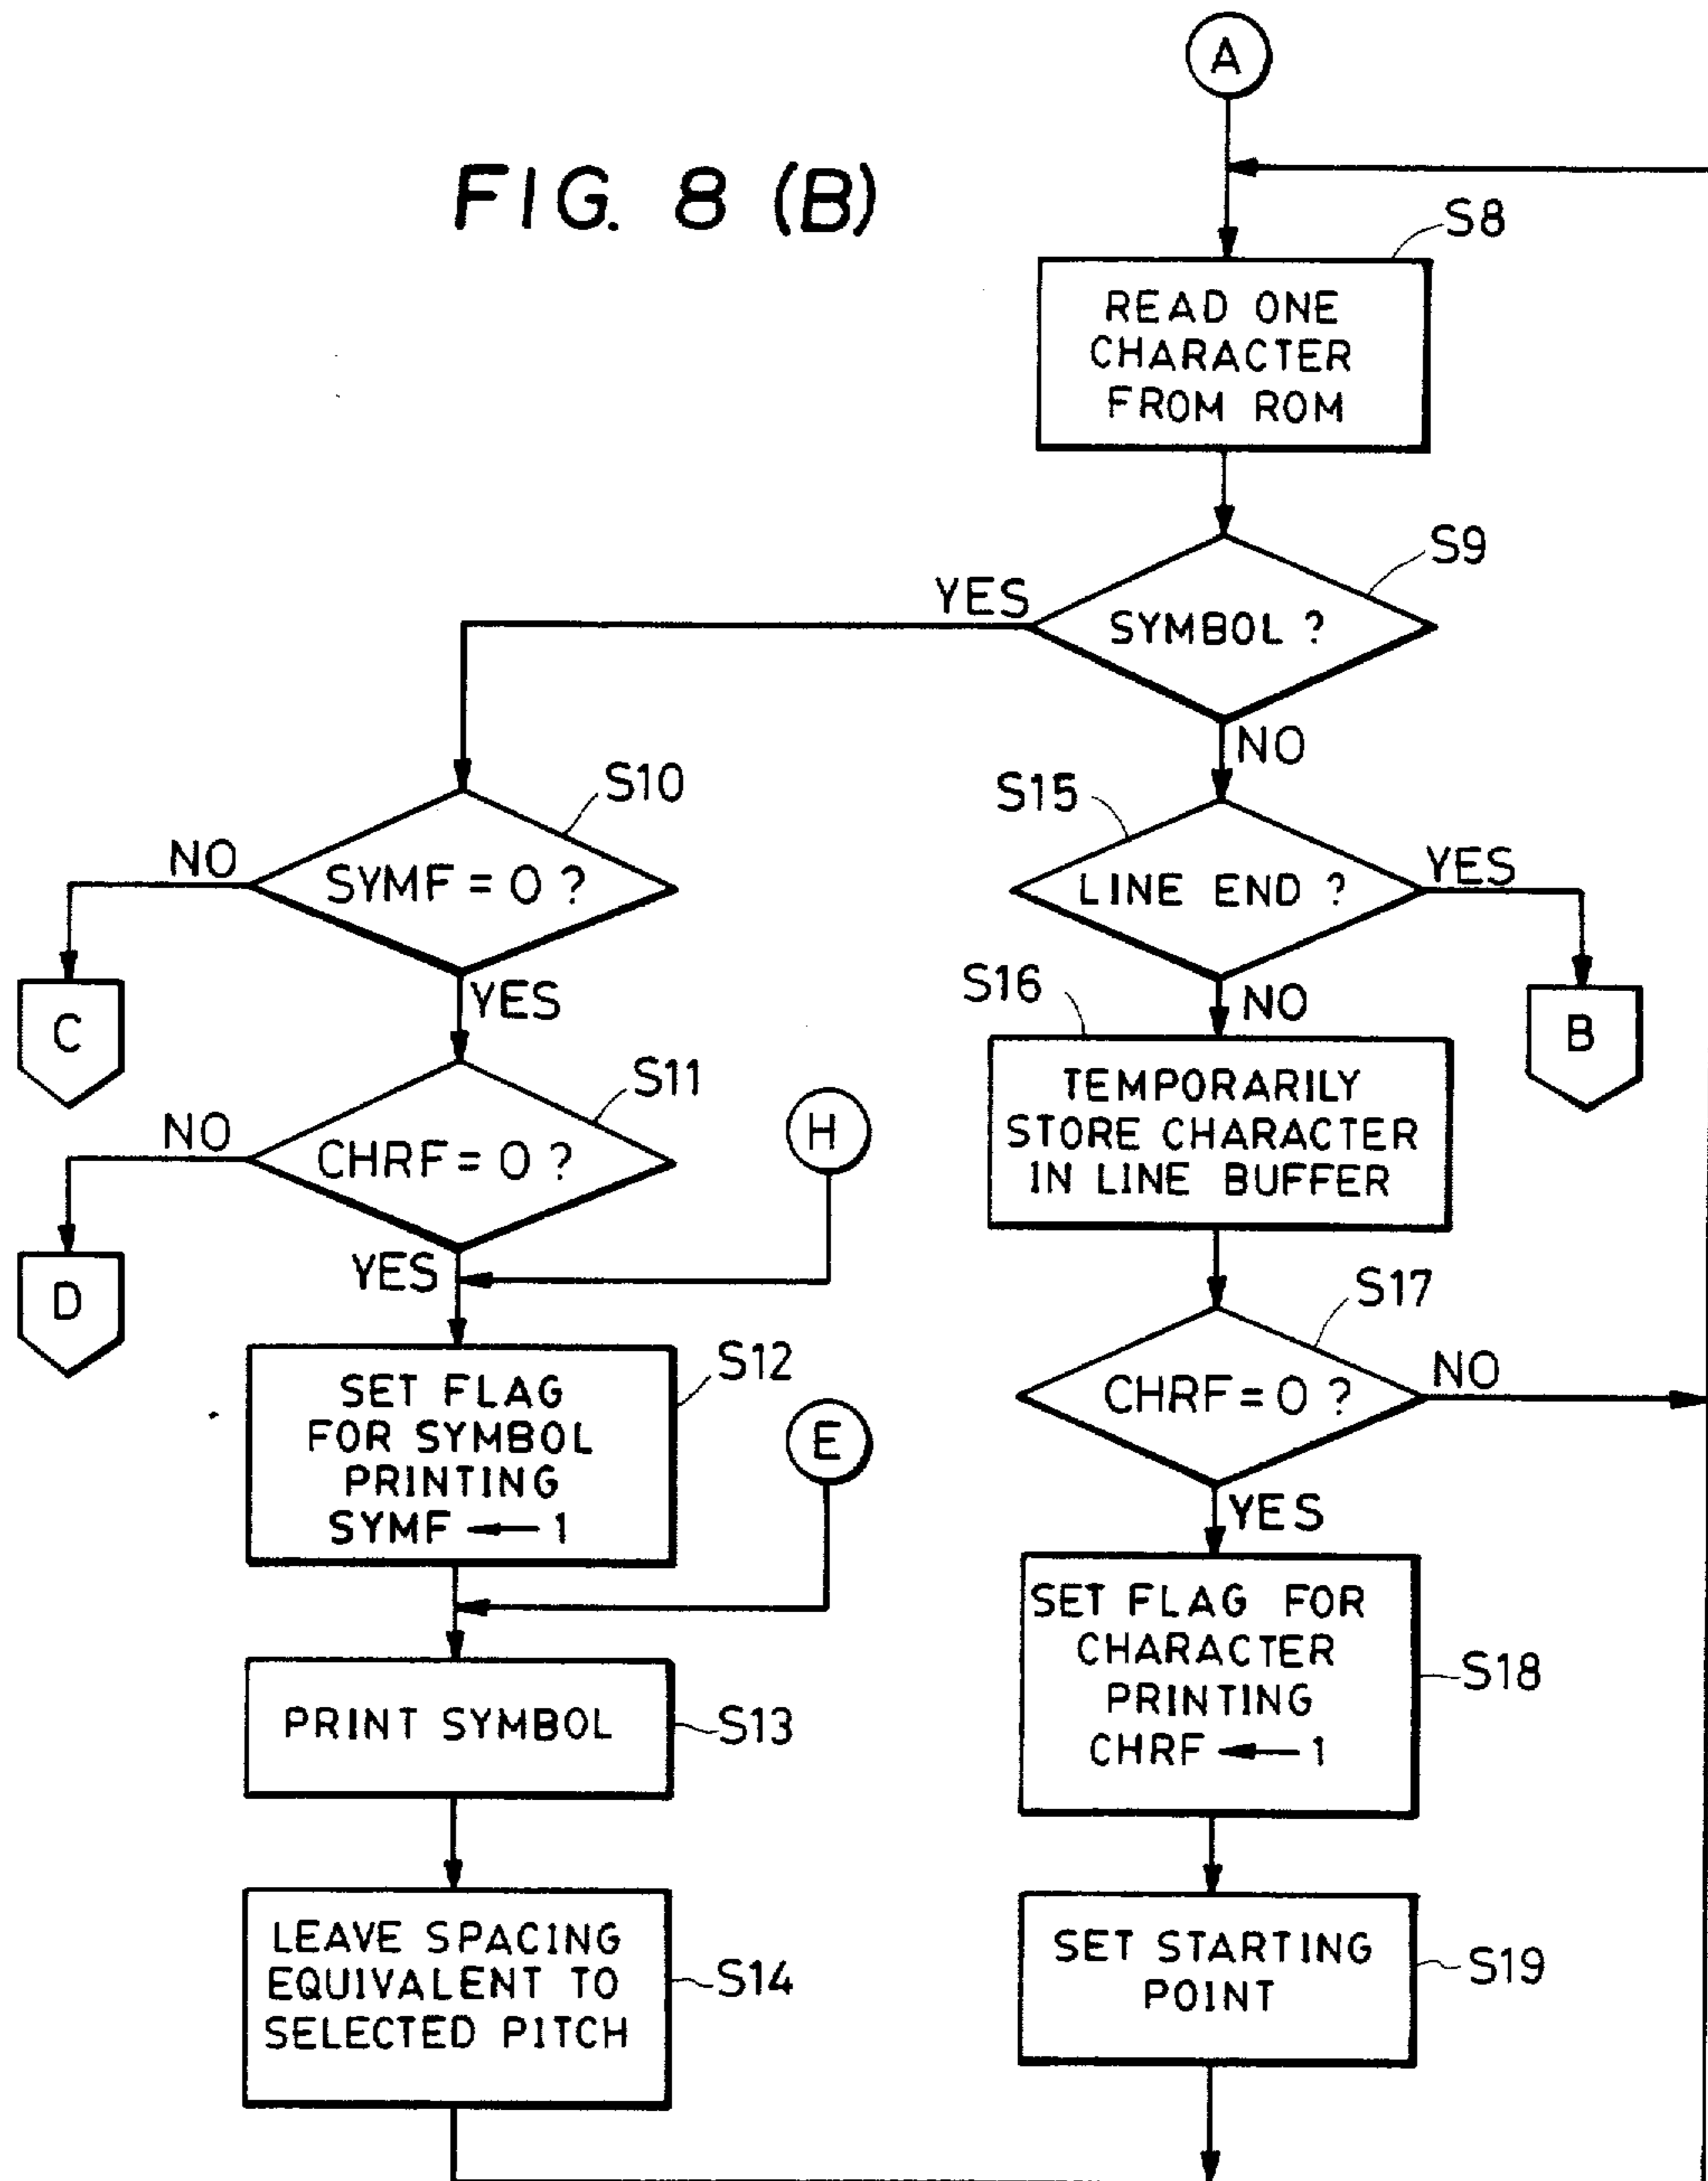 A
FIG. 8 (B)
S8
READ ONE
CHARACTER
FROM ROM
S9
YES
SYMBOL ?
NO
S10
NO
SYMF = 0 ?
YES
C
S11
NO
CHRF = 0 ?
YES
D
H
S12
SET FLAG
FOR SYMBOL
PRINTING
SYMF ← 1
E
PRINT SYMBOL
S13
LEAVE SPACING
EQUIVALENT TO
SELECTED PITCH
S14
S15
LINE END ?
YES
B
NO
S16
TEMPORARILY
STORE CHARACTER
IN LINE BUFFER
S17
CHRF = 0 ?
NO
YES
SET FLAG FOR
CHARACTER
PRINTING
CHRF ← 1
S18
SET STARTING
POINT
S19